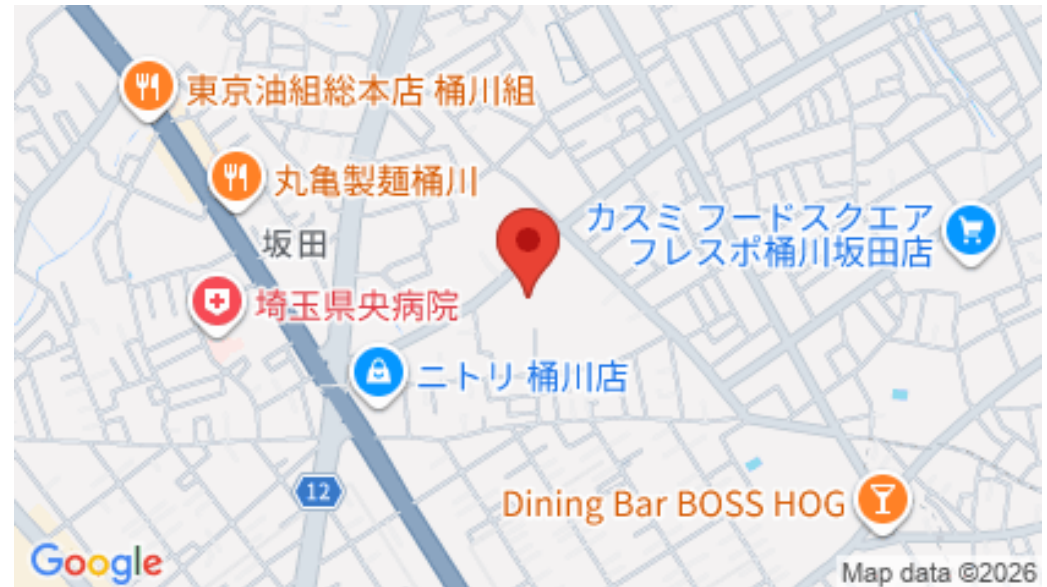 東京油組総本店 桶川組
丸亀製麺桶川
坂田
カスミ フードスクエア
フレスポ桶川坂田店
埼玉県央病院
ニトリ 桶川店
12
Dining Bar BOSS HOG
Google
Map data ©2026